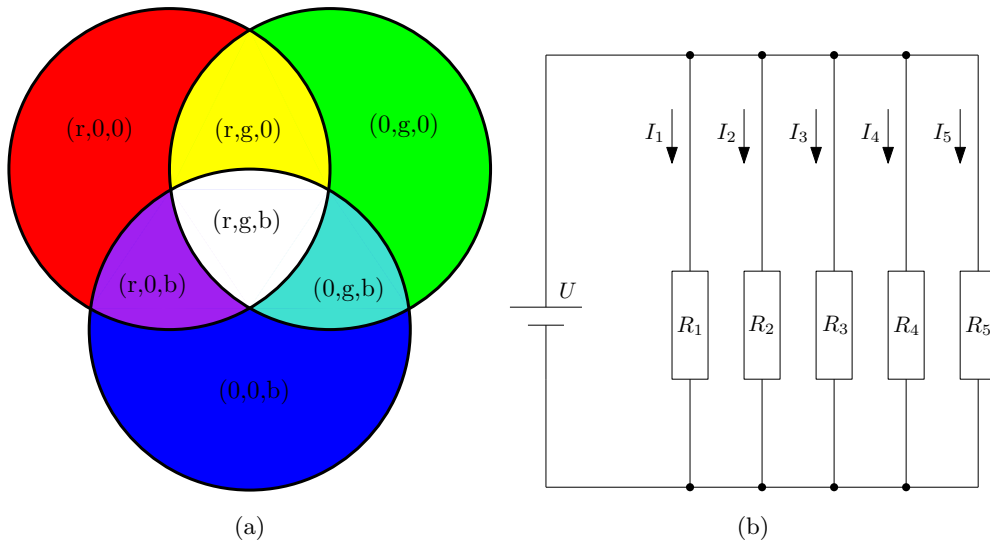 (r,0,0)
(r,g,0)
(0,g,0)
(r,g,b)
(r,0,b)
(0,g,b)
(0,0,b)
(a)
I₁
I₂
I₃
I₄
I₅
U
R₁
R₂
R₃
R₄
R₅
(b)